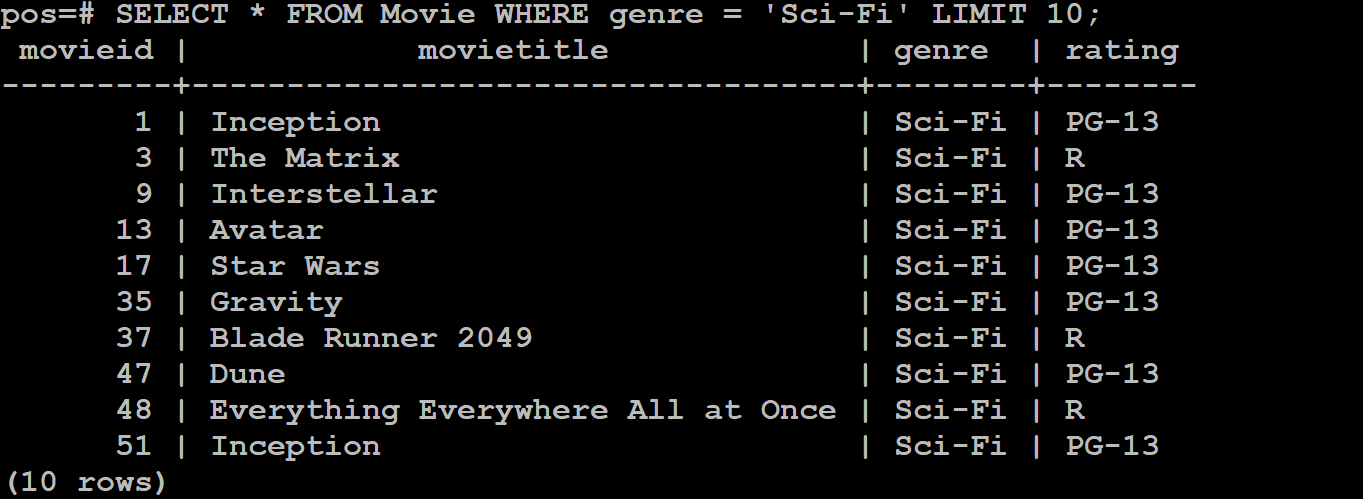 pos=# SELECT * FROM Movie WHERE genre = 'Sci-Fi' LIMIT 10;
 movieid |            movietitle             | genre  | rating
---------+-----------------------------------+--------+--------
       1 | Inception                         | Sci-Fi | PG-13
       3 | The Matrix                        | Sci-Fi | R
       9 | Interstellar                      | Sci-Fi | PG-13
      13 | Avatar                            | Sci-Fi | PG-13
      17 | Star Wars                         | Sci-Fi | PG-13
      35 | Gravity                           | Sci-Fi | PG-13
      37 | Blade Runner 2049                 | Sci-Fi | R
      47 | Dune                              | Sci-Fi | PG-13
      48 | Everything Everywhere All at Once | Sci-Fi | R
      51 | Inception                         | Sci-Fi | PG-13
(10 rows)